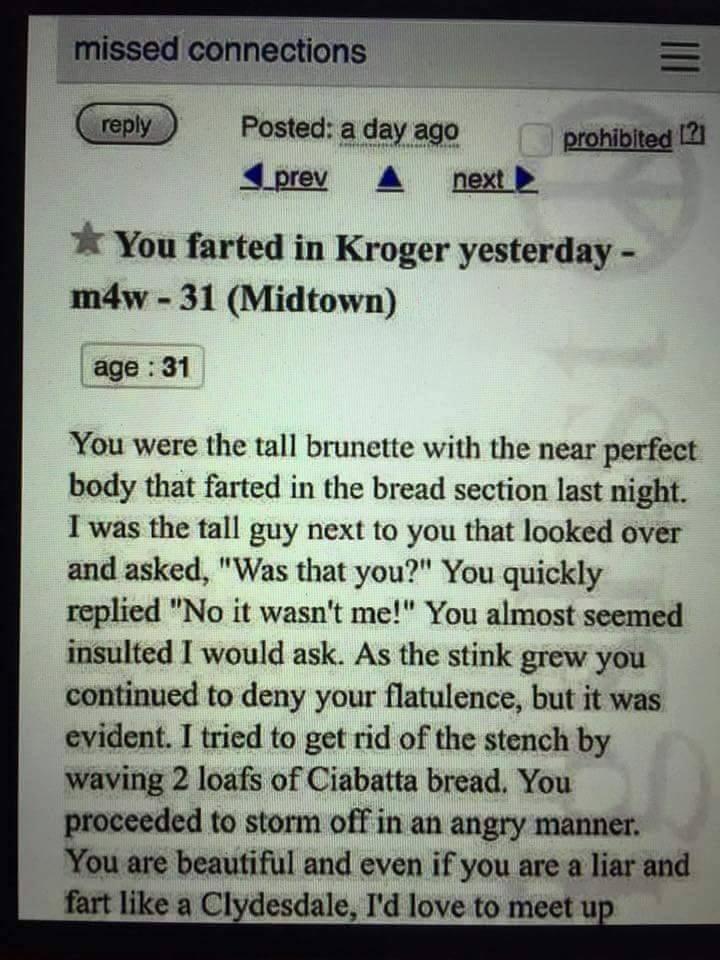 missed connections
reply Posted: a day ago prohibited [?]
prev next
You farted in Kroger yesterday -
m4w - 31 (Midtown)
age : 31
You were the tall brunette with the near perfect
body that farted in the bread section last night.
I was the tall guy next to you that looked over
and asked, "Was that you?" You quickly
replied "No it wasn't me!" You almost seemed
insulted I would ask. As the stink grew you
continued to deny your flatulence, but it was
evident. I tried to get rid of the stench by
waving 2 loafs of Ciabatta bread. You
proceeded to storm off in an angry manner.
You are beautiful and even if you are a liar and
fart like a Clydesdale, I'd love to meet up